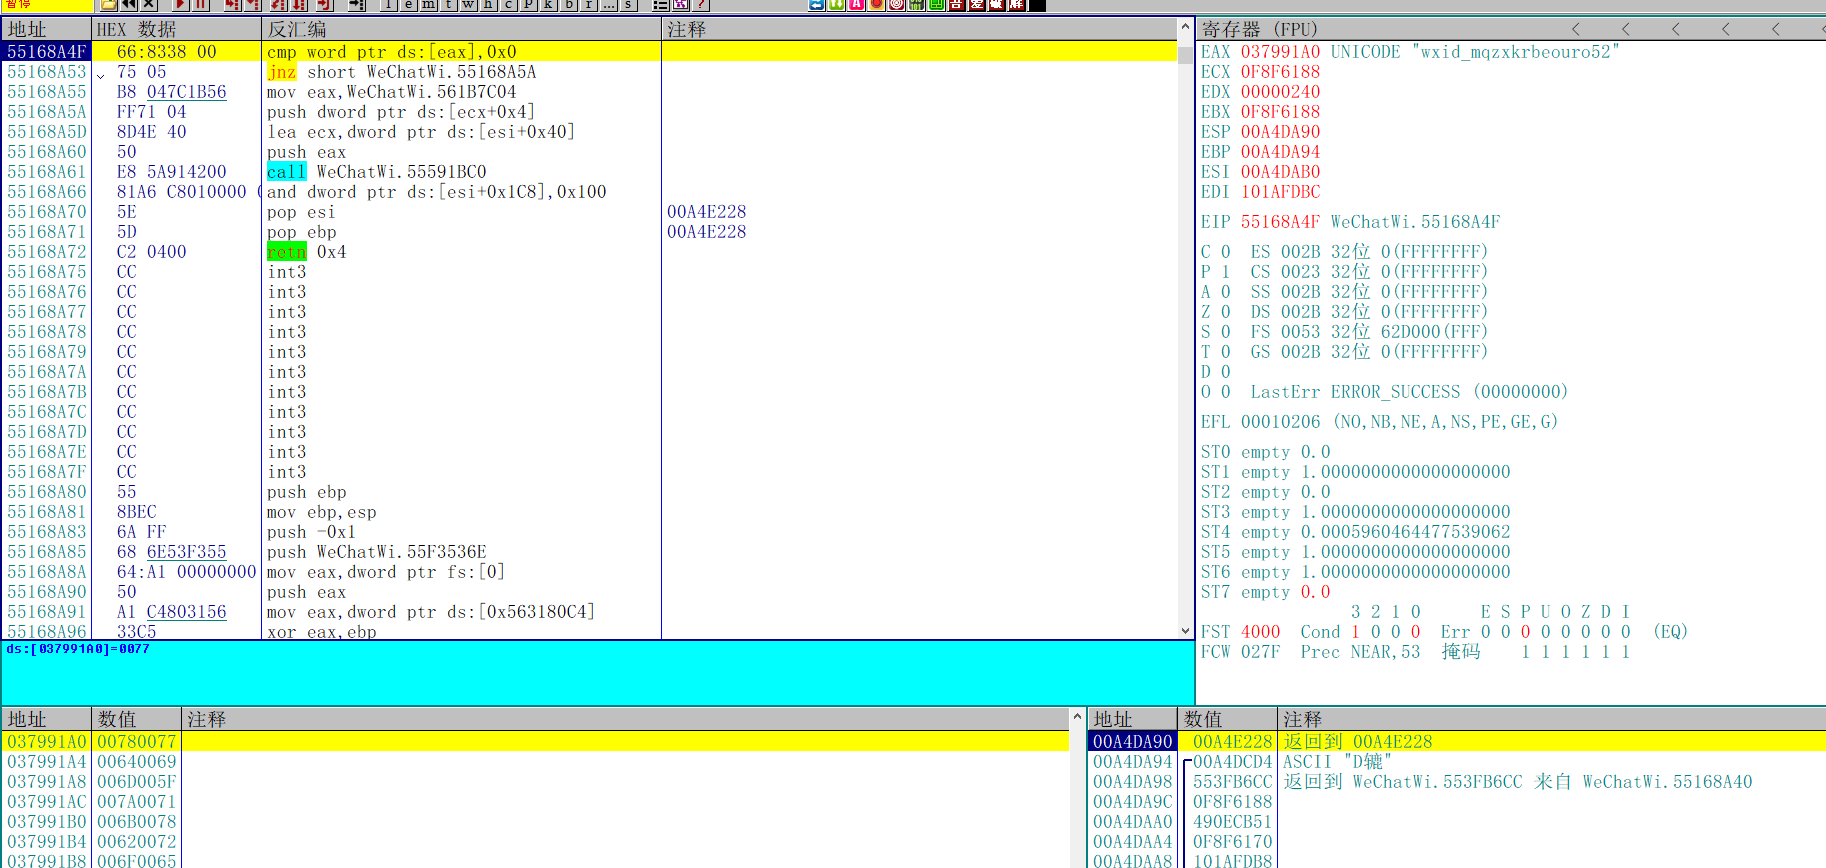 暂停 l e m t w h c P k b r ... s ?
地址 HEX 数据 反汇编 注释
55168A4F 66:8338 00 cmp word ptr ds:[eax],0x0
55168A53 75 05 jnz short WeChatWi.55168A5A
55168A55 B8 047C1B56 mov eax,WeChatWi.561B7C04
55168A5A FF71 04 push dword ptr ds:[ecx+0x4]
55168A5D 8D4E 40 lea ecx,dword ptr ds:[esi+0x40]
55168A60 50 push eax
55168A61 E8 5A914200 call WeChatWi.55591BC0
55168A66 81A6 C8010000 and dword ptr ds:[esi+0x1C8],0x100
55168A70 5E pop esi 00A4E228
55168A71 5D pop ebp 00A4E228
55168A72 C2 0400 retn 0x4
55168A75 CC int3
55168A76 CC int3
55168A77 CC int3
55168A78 CC int3
55168A79 CC int3
55168A7A CC int3
55168A7B CC int3
55168A7C CC int3
55168A7D CC int3
55168A7E CC int3
55168A7F CC int3
55168A80 55 push ebp
55168A81 8BEC mov ebp,esp
55168A83 6A FF push -0x1
55168A85 68 6E53F355 push WeChatWi.55F3536E
55168A8A 64:A1 00000000 mov eax,dword ptr fs:[0]
55168A90 50 push eax
55168A91 A1 C4803156 mov eax,dword ptr ds:[0x563180C4]
55168A96 33C5 xor eax,ebp
ds:[037991A0]=0077
寄存器 (FPU) < < < < < <
EAX 037991A0 UNICODE "wxid_mqzxkrbeouro52"
ECX 0F8F6188
EDX 00000240
EBX 0F8F6188
ESP 00A4DA90
EBP 00A4DA94
ESI 00A4DAB0
EDI 101AFDBC
EIP 55168A4F WeChatWi.55168A4F
C 0 ES 002B 32位 0(FFFFFFFF)
P 1 CS 0023 32位 0(FFFFFFFF)
A 0 SS 002B 32位 0(FFFFFFFF)
Z 0 DS 002B 32位 0(FFFFFFFF)
S 0 FS 0053 32位 62D000(FFF)
T 0 GS 002B 32位 0(FFFFFFFF)
D 0
O 0 LastErr ERROR_SUCCESS (00000000)
EFL 00010206 (NO,NB,NE,A,NS,PE,GE,G)
ST0 empty 0.0
ST1 empty 1.0000000000000000000
ST2 empty 0.0
ST3 empty 1.0000000000000000000
ST4 empty 0.0005960464477539062
ST5 empty 1.0000000000000000000
ST6 empty 1.0000000000000000000
ST7 empty 0.0
3 2 1 0 E S P U O Z D I
FST 4000 Cond 1 0 0 0 Err 0 0 0 0 0 0 0 0 (EQ)
FCW 027F Prec NEAR,53 掩码 1 1 1 1 1 1
地址 数值 注释
037991A0 00780077
037991A4 00640069
037991A8 006D005F
037991AC 007A0071
037991B0 006B0078
037991B4 00620072
037991B8 006F0065
地址 数值 注释
00A4DA90 00A4E228 返回到 00A4E228
00A4DA94 00A4DCD4 ASCII "D辘"
00A4DA98 553FB6CC 返回到 WeChatWi.553FB6CC 来自 WeChatWi.55168A40
00A4DA9C 0F8F6188
00A4DAA0 490ECB51
00A4DAA4 0F8F6170
00A4DAA8 101AFDB8